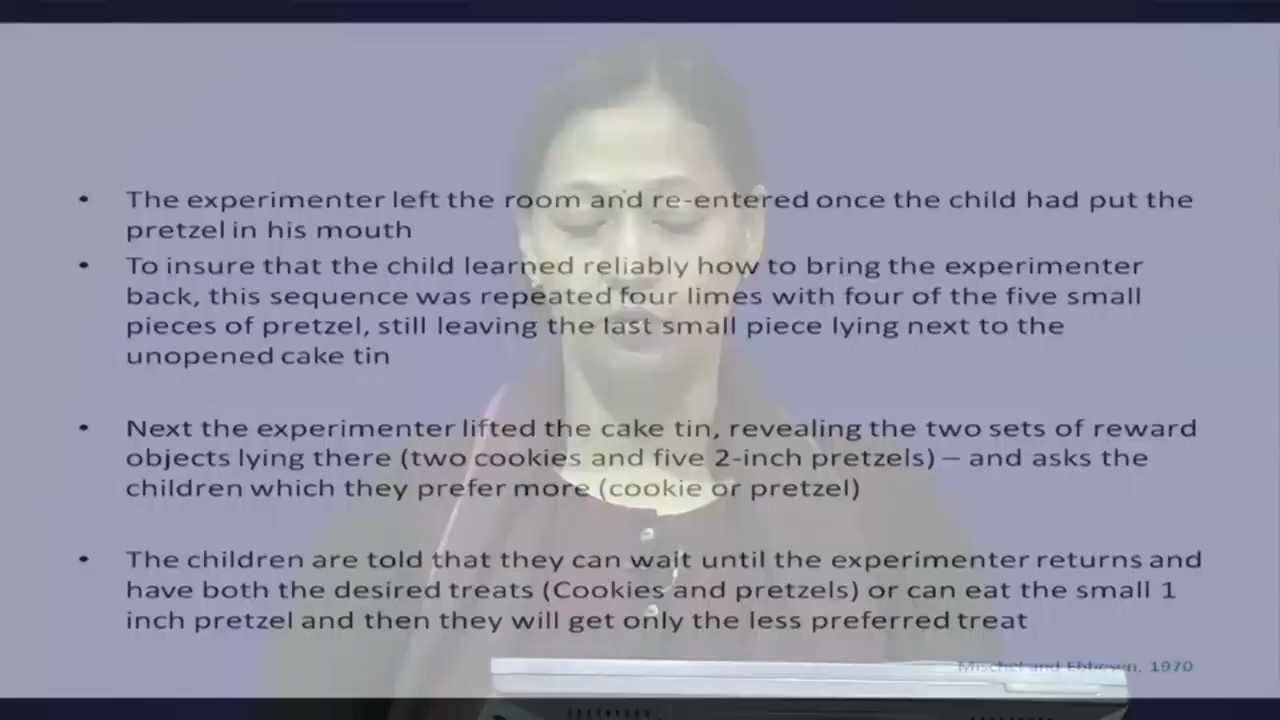 • The experimenter left the room and re-entered once the child had put the
pretzel in his mouth
• To insure that the child learned reliably how to bring the experimenter
back, this sequence was repeated four limes with four of the five small
pieces of pretzel, still leaving the last small piece lying next to the
unopened cake tin
• Next the experimenter lifted the cake tin, revealing the two sets of reward
objects lying there (two cookies and five 2-inch pretzels) – and asks the
children which they prefer more (cookie or pretzel)
• The children are told that they can wait until the experimenter returns and
have both the desired treats (Cookies and pretzels) or can eat the small 1
inch pretzel and then they will get only the less preferred treat
Mischel and Ebbesen, 1970